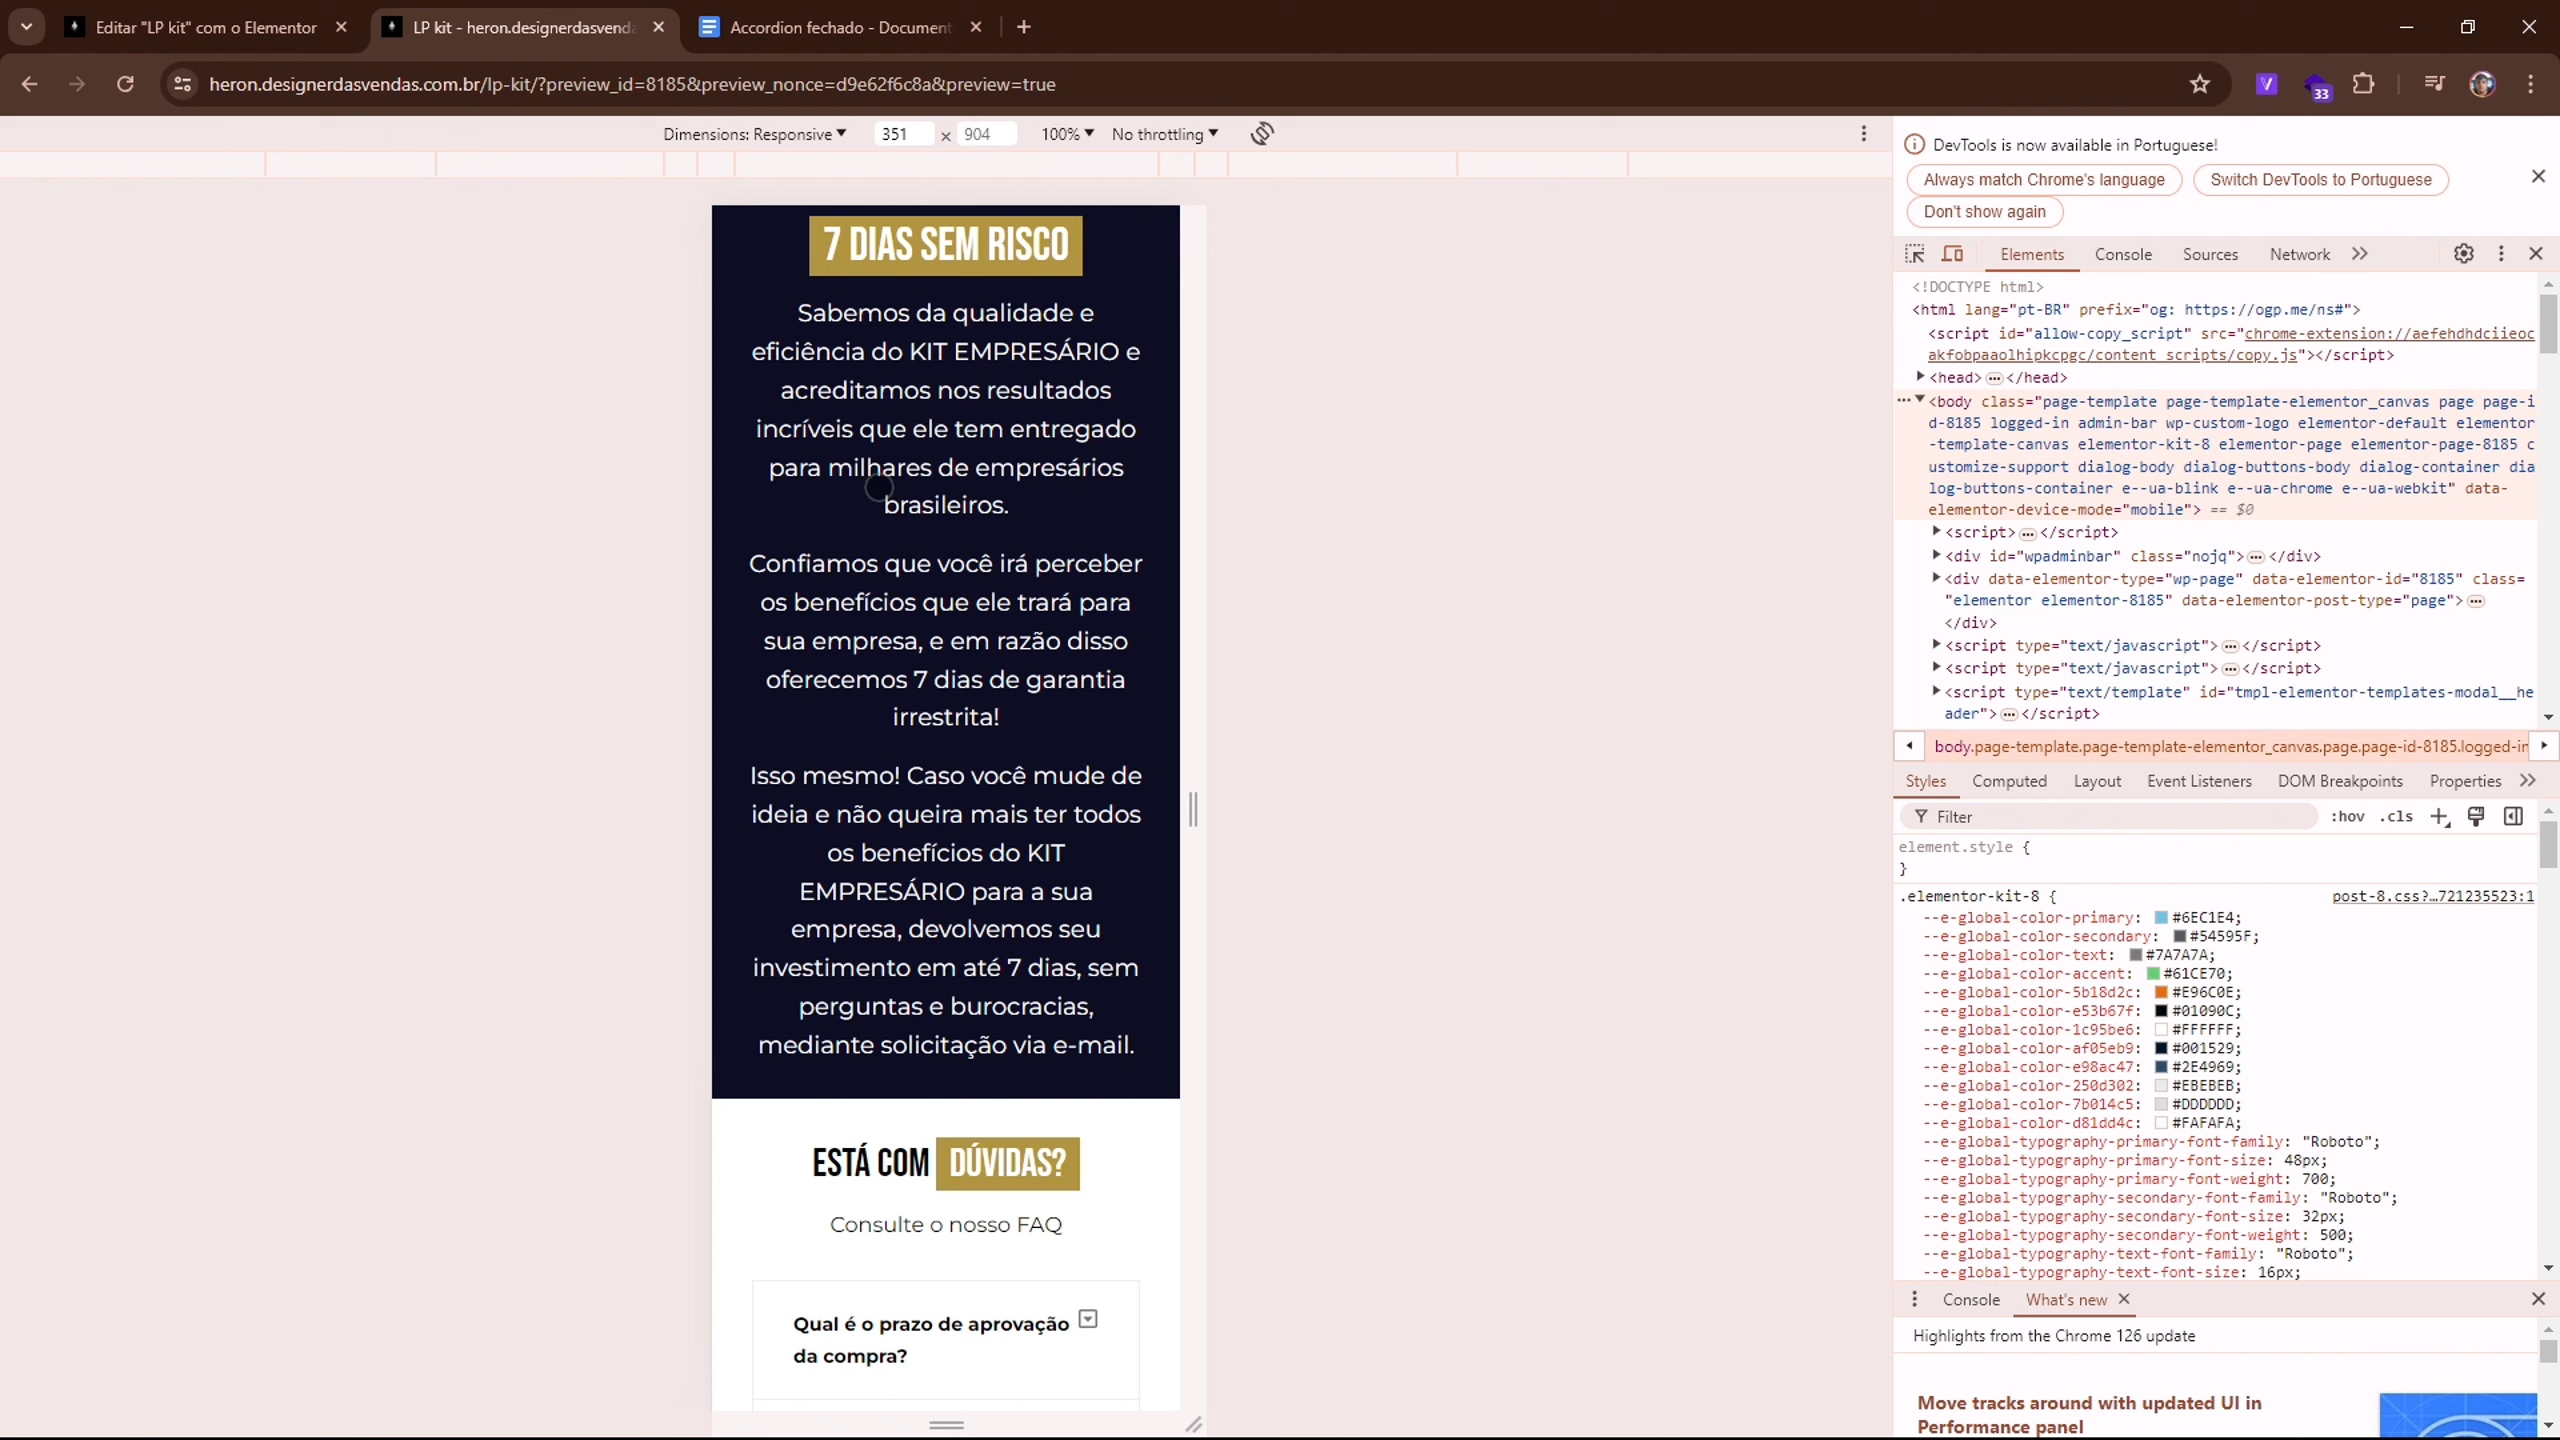 Editar "LP kit" com o Elementor
LP kit - heron.designerdasvenda
Accordion fechado - Document
heron.designerdasvendas.com.br/lp-kit/?preview_id=8185&preview_nonce=d9e62f6c8a&preview=true
33
Dimensions: Responsive
351 x 904
100%
No throttling
7 DIAS SEM RISCO
Sabemos da qualidade e
eficiência do KIT EMPRESÁRIO e
acreditamos nos resultados
incríveis que ele tem entregado
para milhares de empresários
brasileiros.
Confiamos que você irá perceber
os benefícios que ele trará para
sua empresa, e em razão disso
oferecemos 7 dias de garantia
irrestrita!
Isso mesmo! Caso você mude de
ideia e não queira mais ter todos
os benefícios do KIT
EMPRESÁRIO para a sua
empresa, devolvemos seu
investimento em até 7 dias, sem
perguntas e burocracias,
mediante solicitação via e-mail.
ESTÁ COM DÚVIDAS?
Consulte o nosso FAQ
Qual é o prazo de aprovação
da compra?
DevTools is now available in Portuguese!
Always match Chrome's language
Switch DevTools to Portuguese
Don't show again
Elements
Console
Sources
Network
<!DOCTYPE html>
<html lang="pt-BR" prefix="og: https://ogp.me/ns#">
<script id="allow-copy_script" src="chrome-extension://aefehdhdciieoc
akfobpaaolhipkcpgc/content_scripts/copy.js"></script>
<head> … </head>
<body class="page-template page-template-elementor_canvas page page-i
d-8185 logged-in admin-bar wp-custom-logo elementor-default elementor
-template-canvas elementor-kit-8 elementor-page elementor-page-8185 c
ustomize-support dialog-body dialog-buttons-body dialog-container dia
log-buttons-container e--ua-blink e--ua-chrome e--ua-webkit" data-
elementor-device-mode="mobile"> == $0
<script> … </script>
<div id="wpadminbar" class="nojq"> … </div>
<div data-elementor-type="wp-page" data-elementor-id="8185" class=
"elementor elementor-8185" data-elementor-post-type="page"> …
</div>
<script type="text/javascript"> … </script>
<script type="text/javascript"> … </script>
<script type="text/template" id="tmpl-elementor-templates-modal__he
ader"> … </script>
body.page-template.page-template-elementor_canvas.page.page-id-8185.logged-in
Styles
Computed
Layout
Event Listeners
DOM Breakpoints
Properties
Filter
:hov .cls
element.style {
}
.elementor-kit-8 {
post-8.css?…721235523:1
--e-global-color-primary: #6EC1E4;
--e-global-color-secondary: #54595F;
--e-global-color-text: #7A7A7A;
--e-global-color-accent: #61CE70;
--e-global-color-5b18d2c: #E96C0E;
--e-global-color-e53b67f: #01090C;
--e-global-color-1c95be6: #FFFFFF;
--e-global-color-af05eb9: #001529;
--e-global-color-e98ac47: #2E4969;
--e-global-color-250d302: #EBEBEB;
--e-global-color-7b014c5: #DDDDDD;
--e-global-color-d81dd4c: #FAFAFA;
--e-global-typography-primary-font-family: "Roboto";
--e-global-typography-primary-font-size: 48px;
--e-global-typography-primary-font-weight: 700;
--e-global-typography-secondary-font-family: "Roboto";
--e-global-typography-secondary-font-size: 32px;
--e-global-typography-secondary-font-weight: 500;
--e-global-typography-text-font-family: "Roboto";
--e-global-typography-text-font-size: 16px;
Console
What's new
Highlights from the Chrome 126 update
Move tracks around with updated UI in
Performance panel